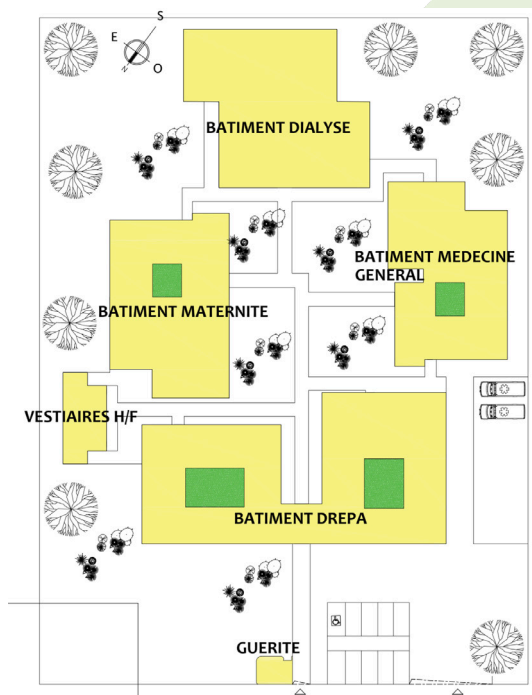 S
E
N
O
BATIMENT DIALYSE
BATIMENT MEDECINE
GENERAL
BATIMENT MATERNITE
VESTIAIRES H/F
BATIMENT DREPA
GUERITE